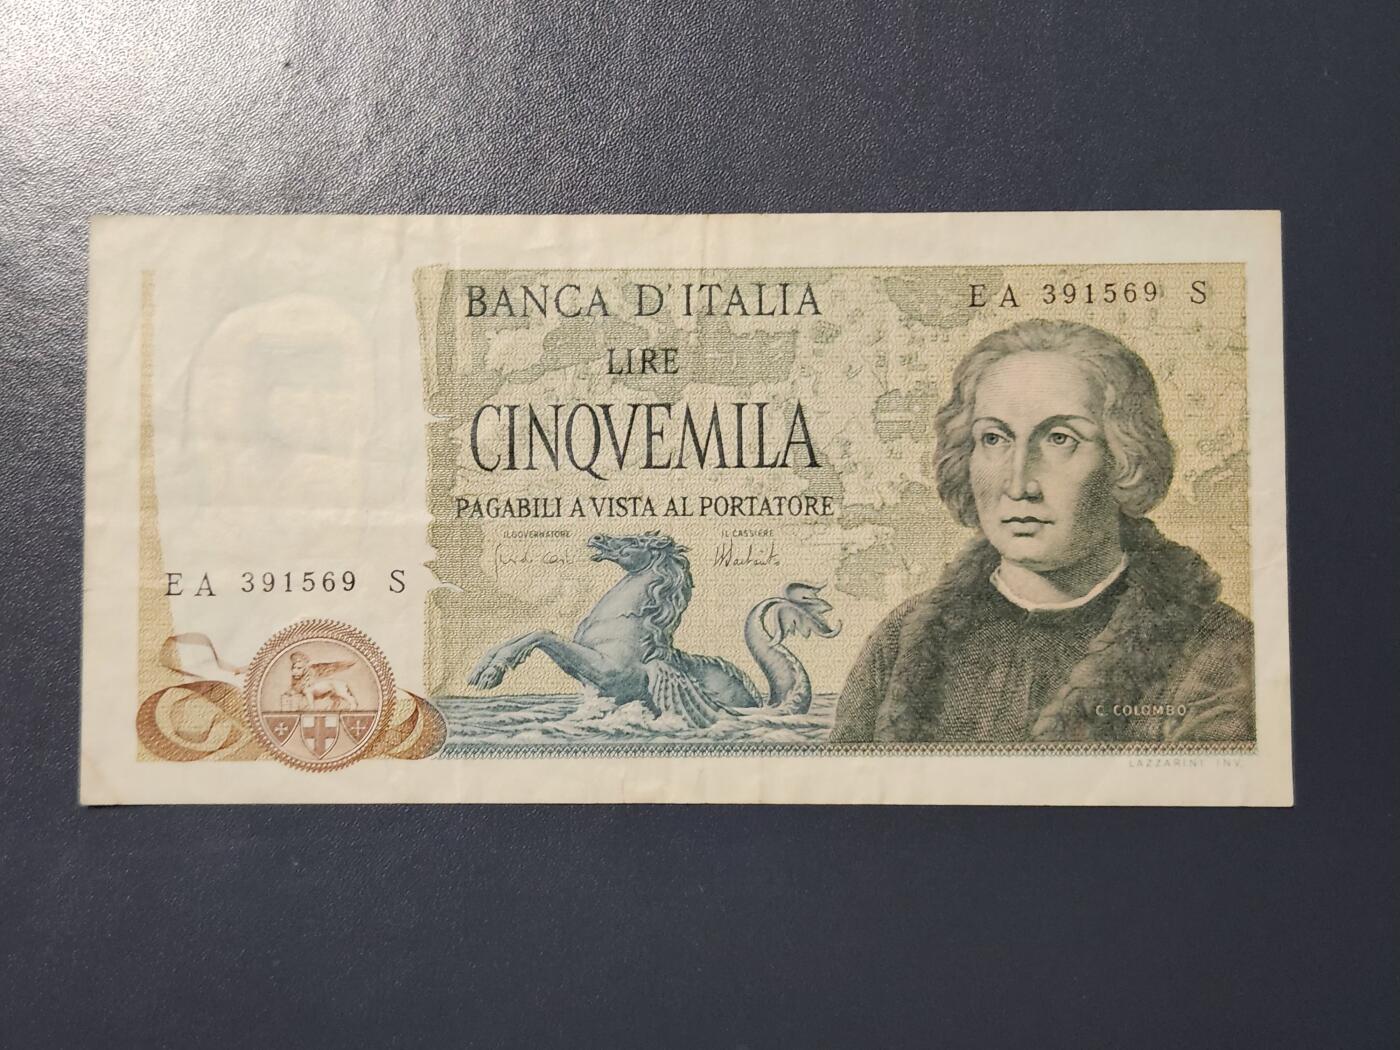 BANCA D'ITALIA
EA 391569 S
LIRE
CINQVEMILA
PAGABILI A VISTA AL PORTATORE
IL GOVERNATORE
IL CASSIERE
EA 391569 S
C. COLOMBO
LAZZARINI INV.